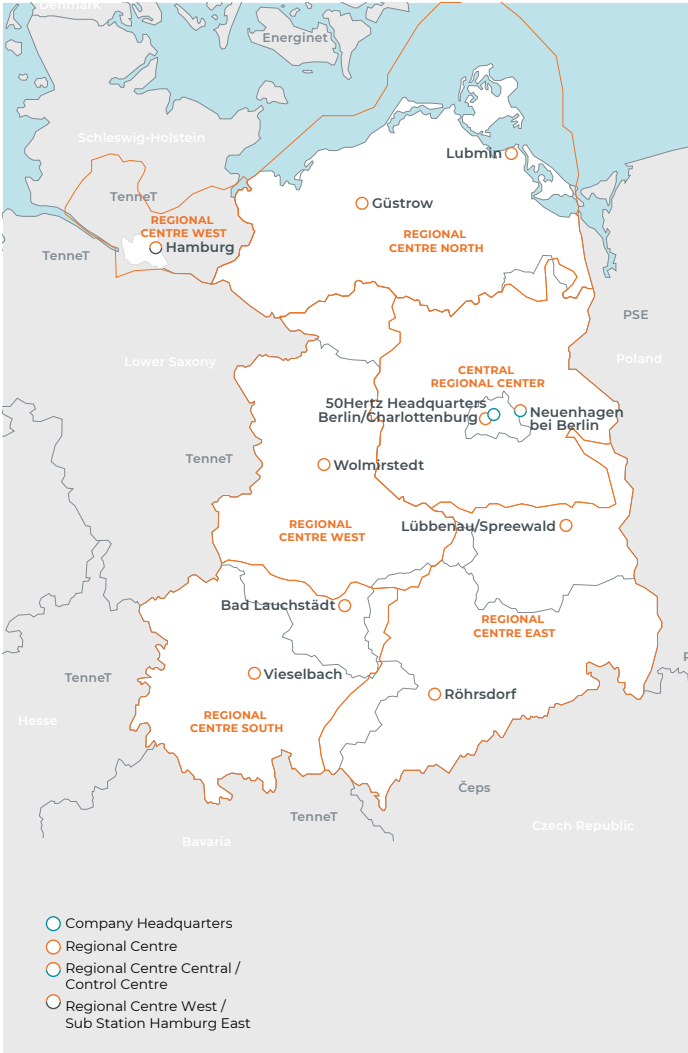 Denmark
Energinet
Schleswig-Holstein
Lubmin
TenneT
Güstrow
REGIONAL
CENTRE WEST
Hamburg
REGIONAL
CENTRE NORTH
TenneT
PSE
Lower Saxony
Poland
CENTRAL
REGIONAL CENTER
50Hertz Headquarters
Berlin/Charlottenburg
Neuenhagen
bei Berlin
TenneT
Wolmirstedt
REGIONAL
CENTRE WEST
Lübbenau/Spreewald
Bad Lauchstädt
REGIONAL
CENTRE EAST
TenneT
Vieselbach
Röhrsdorf
Hesse
REGIONAL
CENTRE SOUTH
Čeps
TenneT
Czech Republic
Bavaria
Company Headquarters
Regional Centre
Regional Centre Central /
Control Centre
Regional Centre West /
Sub Station Hamburg East